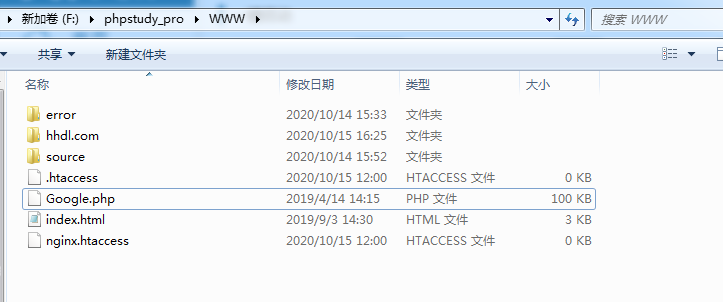 新加卷 (F:) ▸ phpstudy_pro ▸ WWW ▸ 搜索 WWW
共享 新建文件夹
名称 修改日期 类型 大小
error 2020/10/14 15:33 文件夹
hhdl.com 2020/10/15 16:25 文件夹
source 2020/10/14 15:52 文件夹
.htaccess 2020/10/15 12:00 HTACCESS 文件 0 KB
Google.php 2019/4/14 14:15 PHP 文件 100 KB
index.html 2019/9/3 14:30 HTML 文件 3 KB
nginx.htaccess 2020/10/15 12:00 HTACCESS 文件 0 KB